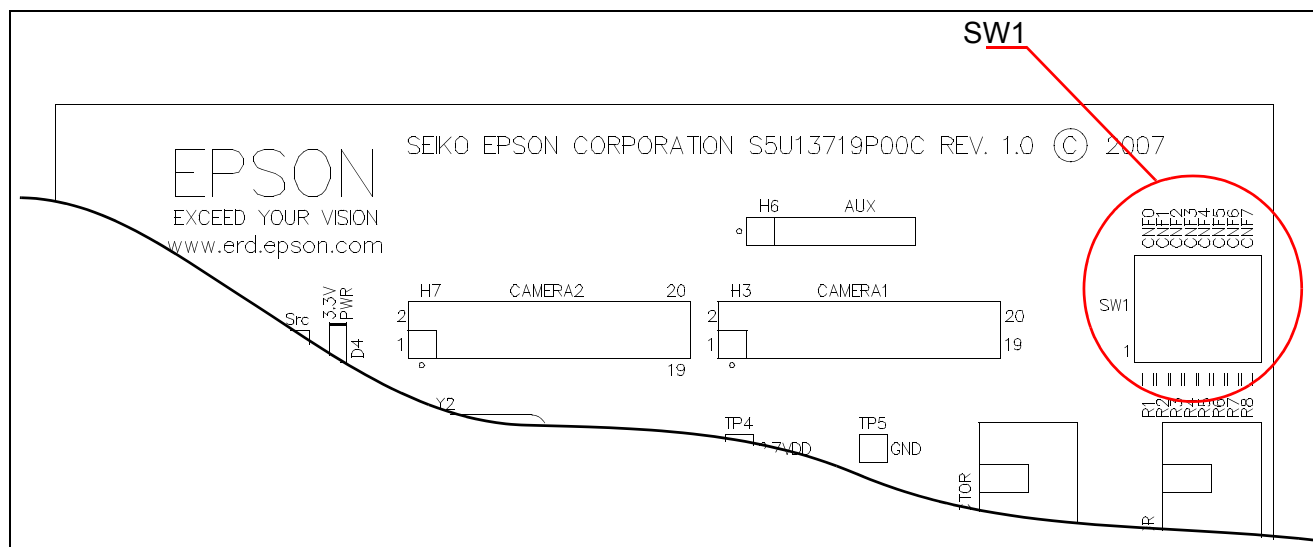 SW1
SEIKO EPSON CORPORATION S5U13719P00C REV. 1.0 © 2007
EPSON
EXCEED YOUR VISION
www.erd.epson.com
H6 AUX
CNF0
CNF1
CNF2
CNF3
CNF4
CNF5
CNF6
CNF7
Src
3.3V
PWR
D4
H7 CAMERA2 20
2
1
19
H3 CAMERA1
2
1
20
19
SW1
1
R1
R2
R3
R4
R5
R6
R7
R8
Y2
TP4
TP5
GND